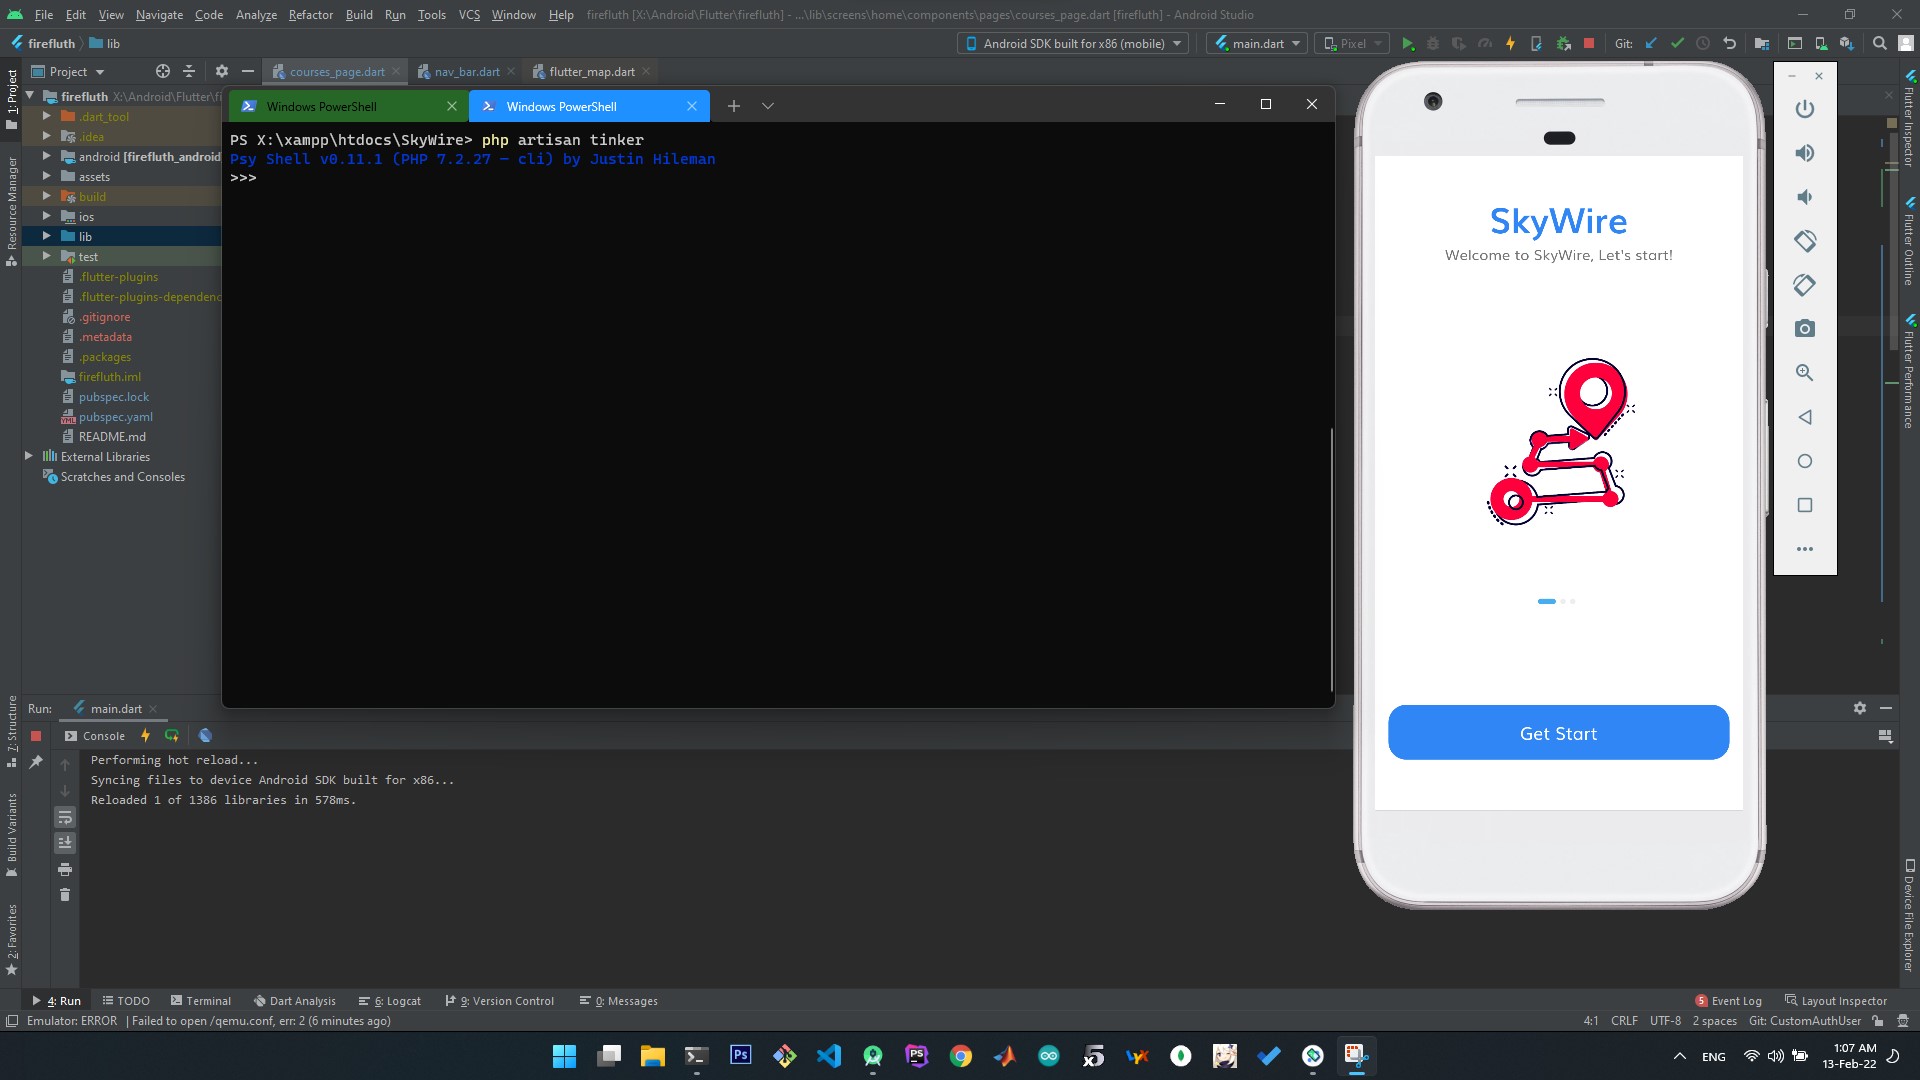 File Edit View Navigate Code Analyze Refactor Build Run Tools VCS Window Help firefluth [X:\Android\Flutter\firefluth] - ...\lib\screens\home\components\pages\courses_page.dart [firefluth] - Android Studio
firefluth lib Android SDK built for x86 (mobile) main.dart Pixel Git:
Project courses_page.dart nav_bar.dart flutter_map.dart
firefluth X:\Android\Flutter\fi
.dart_tool
.idea
android [firefluth_android]
assets
build
ios
lib
test
.flutter-plugins
.flutter-plugins-dependenc
.gitignore
.metadata
.packages
firefluth.iml
pubspec.lock
pubspec.yaml
README.md
External Libraries
Scratches and Consoles
1: Project
Resource Manager
7: Structure
Build Variants
2: Favorites
Windows PowerShell Windows PowerShell
PS X:\xampp\htdocs\SkyWire> php artisan tinker
Psy Shell v0.11.1 (PHP 7.2.27 — cli) by Justin Hileman
>>>
SkyWire
Welcome to SkyWire, Let's start!
Get Start
Flutter Inspector
Flutter Outline
Flutter Performance
Device File Explorer
Run: main.dart
Console
Performing hot reload...
Syncing files to device Android SDK built for x86...
Reloaded 1 of 1386 libraries in 578ms.
4: Run TODO Terminal Dart Analysis 6: Logcat 9: Version Control 0: Messages 5 Event Log Layout Inspector
Emulator: ERROR | Failed to open /qemu.conf, err: 2 (6 minutes ago) 4:1 CRLF UTF-8 2 spaces Git: CustomAuthUser
Ps PS x5 ENG 1:07 AM
13-Feb-22